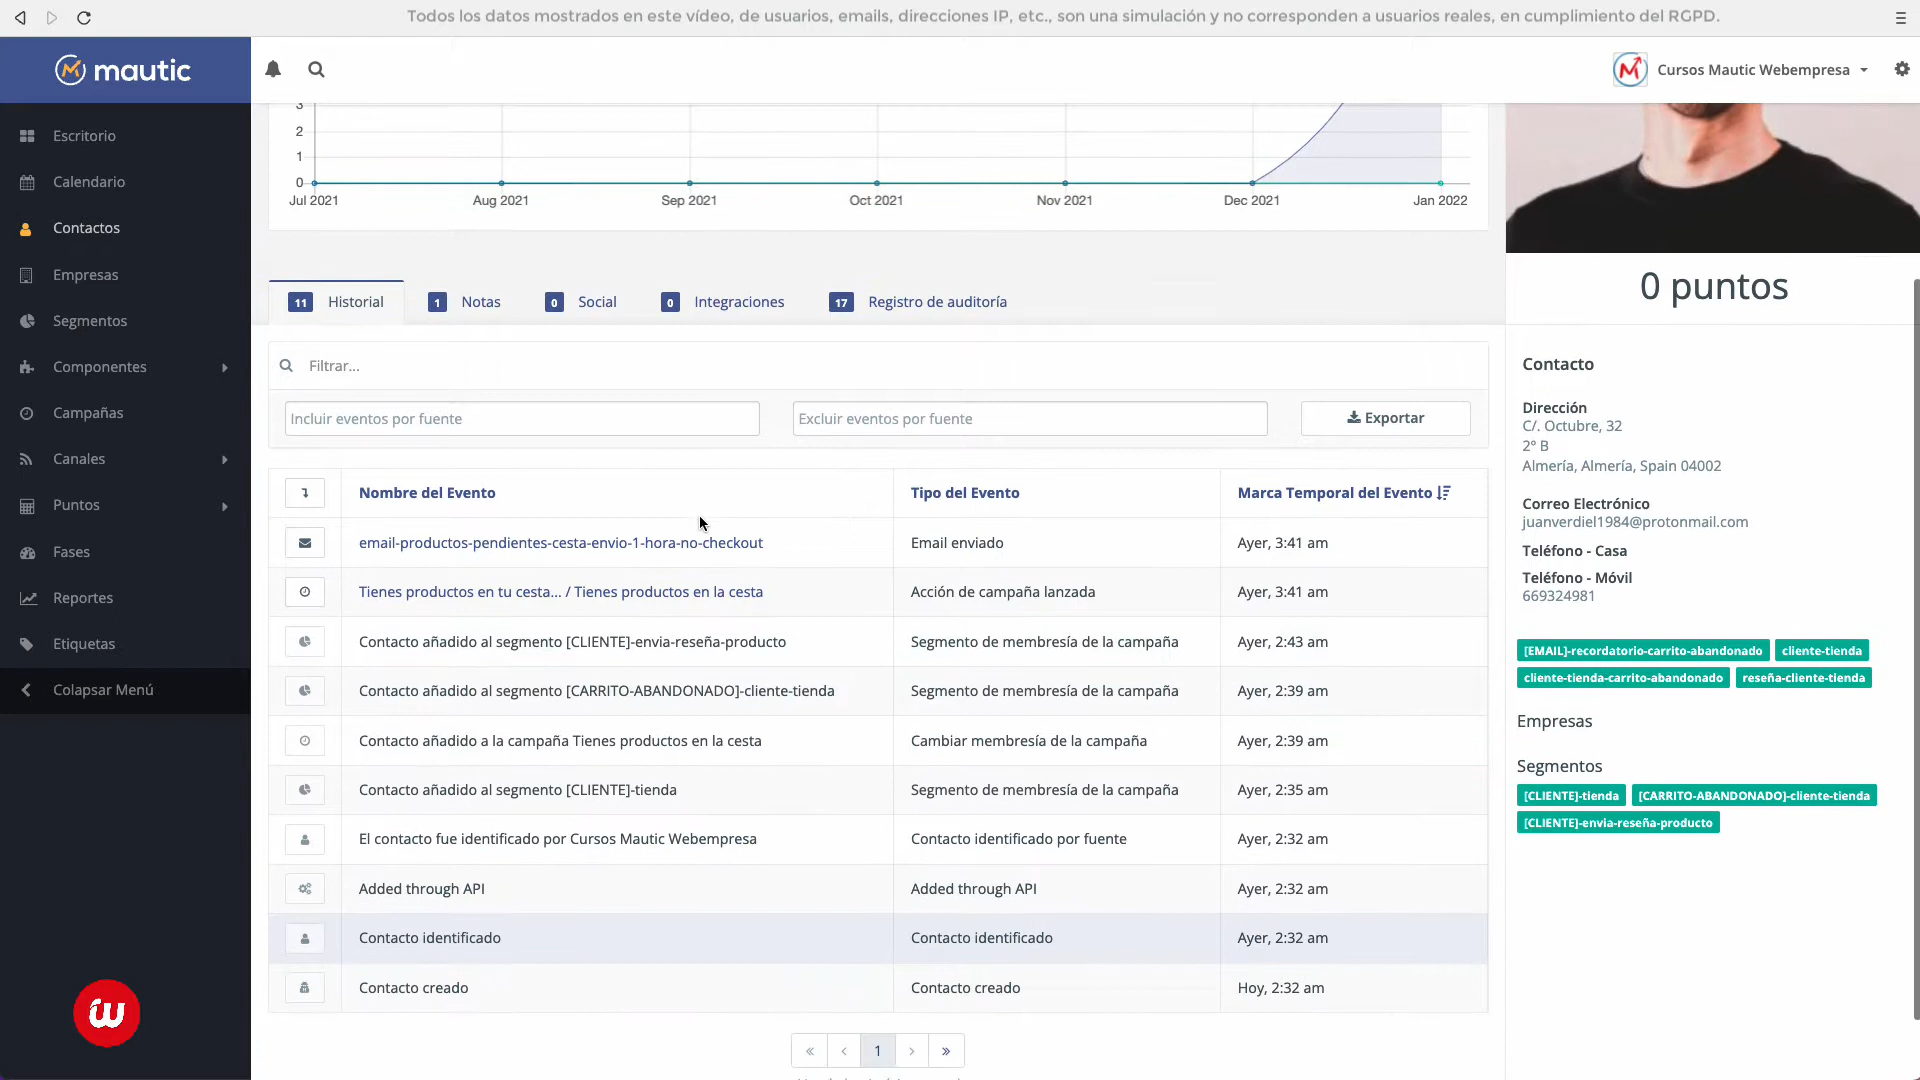 Todos los datos mostrados en este vídeo, de usuarios, emails, direcciones IP, etc., son una simulación y no corresponden a usuarios reales, en cumplimiento del RGPD.
mautic
Cursos Mautic Webempresa
Escritorio
Calendario
Contactos
Empresas
Segmentos
Componentes
Campañas
Canales
Puntos
Fases
Reportes
Etiquetas
Colapsar Menú
3
2
1
0
Jul 2021 Aug 2021 Sep 2021 Oct 2021 Nov 2021 Dec 2021 Jan 2022
11 Historial 1 Notas 0 Social 0 Integraciones 17 Registro de auditoría
Filtrar...
Incluir eventos por fuente Excluir eventos por fuente Exportar
Nombre del Evento Tipo del Evento Marca Temporal del Evento
email-productos-pendientes-cesta-envio-1-hora-no-checkout Email enviado Ayer, 3:41 am
Tienes productos en tu cesta... / Tienes productos en la cesta Acción de campaña lanzada Ayer, 3:41 am
Contacto añadido al segmento [CLIENTE]-envia-reseña-producto Segmento de membresía de la campaña Ayer, 2:43 am
Contacto añadido al segmento [CARRITO-ABANDONADO]-cliente-tienda Segmento de membresía de la campaña Ayer, 2:39 am
Contacto añadido a la campaña Tienes productos en la cesta Cambiar membresía de la campaña Ayer, 2:39 am
Contacto añadido al segmento [CLIENTE]-tienda Segmento de membresía de la campaña Ayer, 2:35 am
El contacto fue identificado por Cursos Mautic Webempresa Contacto identificado por fuente Ayer, 2:32 am
Added through API Added through API Ayer, 2:32 am
Contacto identificado Contacto identificado Ayer, 2:32 am
Contacto creado Contacto creado Hoy, 2:32 am
« ‹ 1 › »
0 puntos
Contacto
Dirección
C/. Octubre, 32
2º B
Almería, Almería, Spain 04002
Correo Electrónico
juanverdiel1984@protonmail.com
Teléfono - Casa
Teléfono - Móvil
669324981
[EMAIL]-recordatorio-carrito-abandonado cliente-tienda
cliente-tienda-carrito-abandonado reseña-cliente-tienda
Empresas
Segmentos
[CLIENTE]-tienda [CARRITO-ABANDONADO]-cliente-tienda
[CLIENTE]-envia-reseña-producto
w